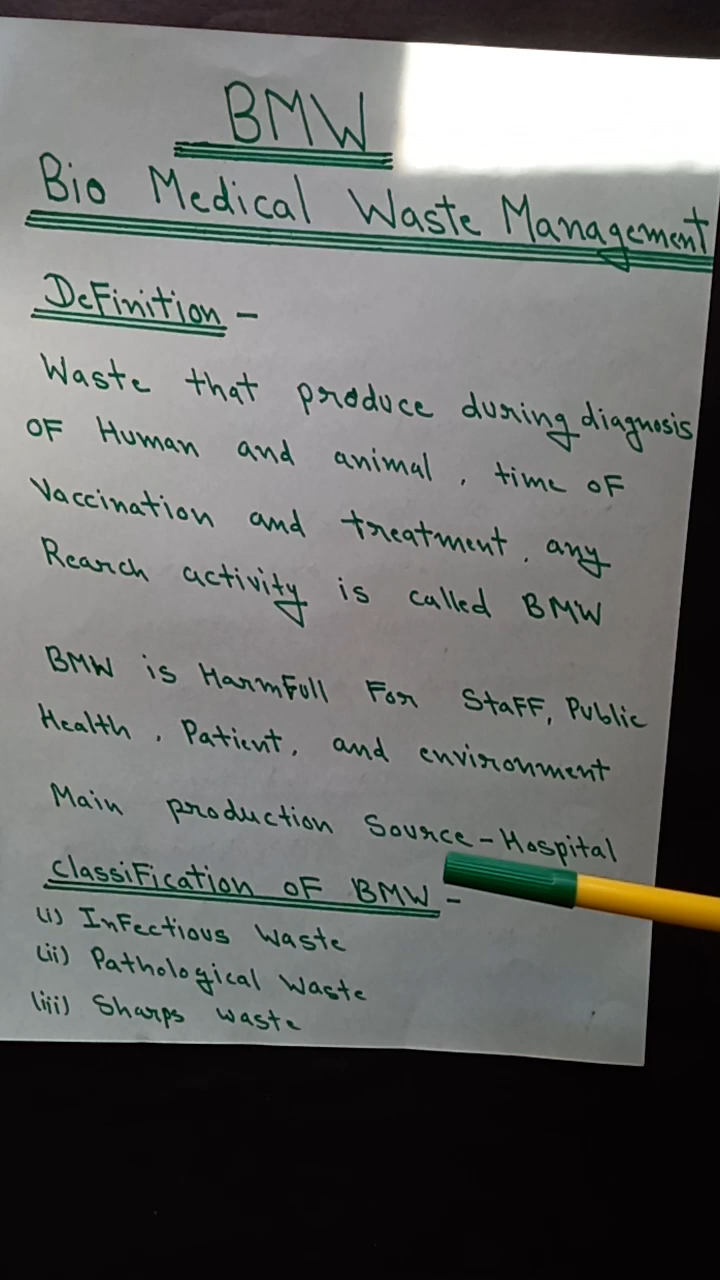 BMW
Bio Medical Waste Management
Definition -
Waste that produce during diagnosis
of Human and animal, time of
Vaccination and treatment, any
Rearch activity is called BMW
BMW is Harmfull For Staff, Public
Health, Patient, and environment
Main production Source - Hospital
Classification of BMW -
(i) Infectious Waste
(ii) Pathological Waste
(iii) Sharps waste